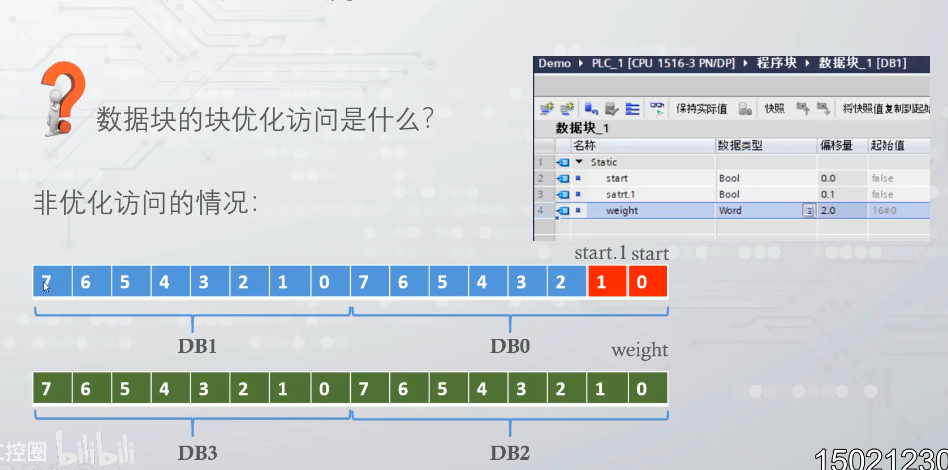 Demo ▸ PLC_1 [CPU 1516-3 PN/DP] ▸ 程序块 ▸ 数据块_1 [DB1]
保持实际值 快照 将快照值复制到起始
数据块_1
名称 数据类型 偏移量 起始值
1 Static
2 start Bool 0.0 false
3 satrt.1 Bool 0.1 false
4 weight Word 2.0 16#0
数据块的块优化访问是什么?
非优化访问的情况:
start.1 start
7 6 5 4 3 2 1 0 7 6 5 4 3 2 1 0
DB1 DB0
weight
7 6 5 4 3 2 1 0 7 6 5 4 3 2 1 0
DB3 DB2
控圈 bilibili
15021230